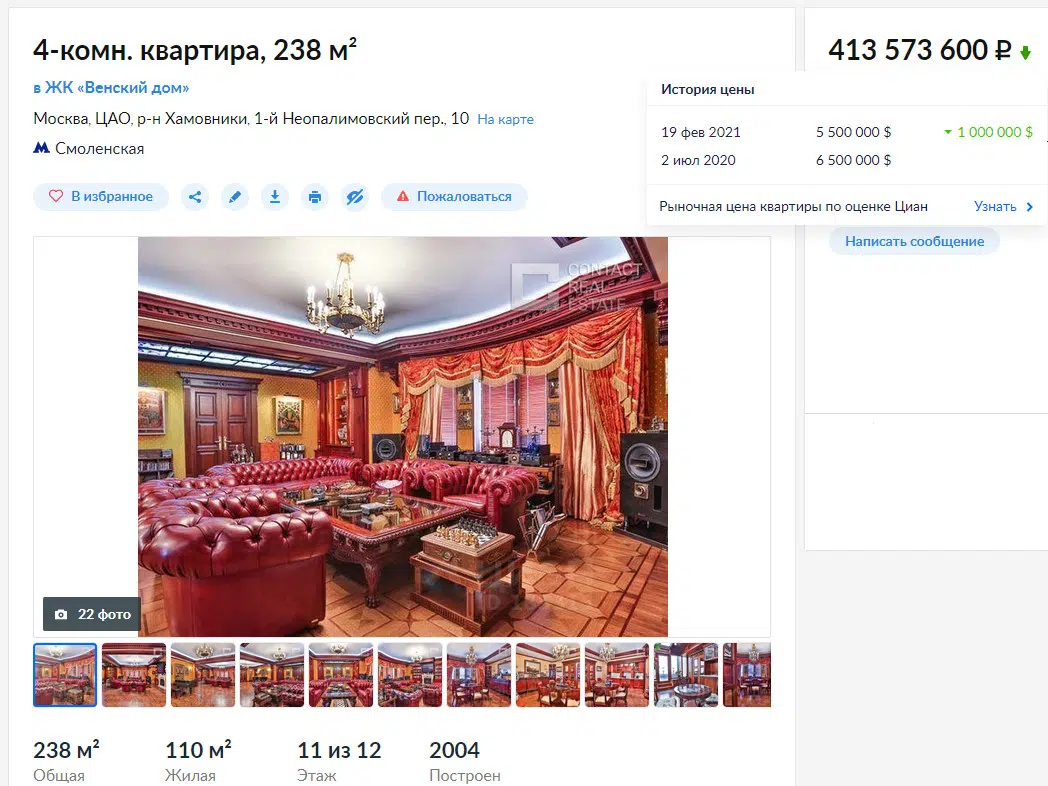 4-комн. квартира, 238 м²
в ЖК «Венский дом»
Москва, ЦАО, р-н Хамовники, 1-й Неопалимовский пер., 10 На карте
Смоленская
В избранное
Пожаловаться
413 573 600 ₽
История цены
19 фев 2021 5 500 000 $ 1 000 000 $
2 июл 2020 6 500 000 $
Рыночная цена квартиры по оценке Циан Узнать
Написать сообщение
CONTACT
REAL
ESTATE
22 фото
238 м² 110 м² 11 из 12 2004
Общая Жилая Этаж Построен